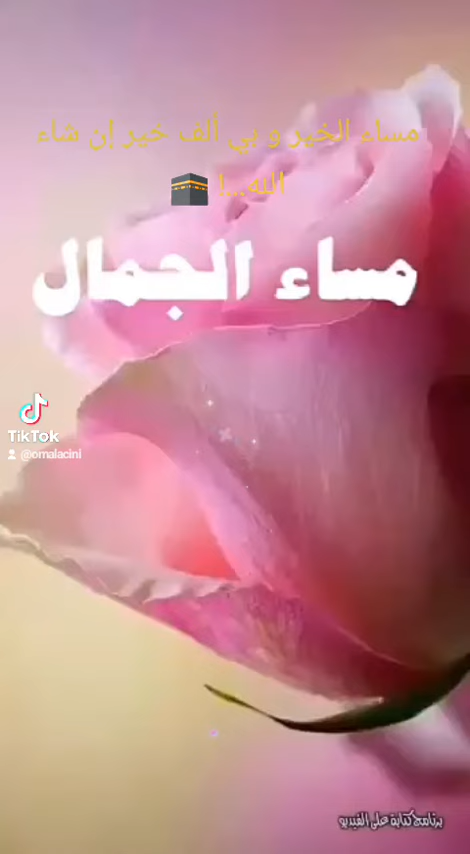 مساء الخير و بي ألف خير إن شاء
الله...! 🕋
مساء الجمال
TikTok
@omalacini
برنامج كتابة على الفيديو